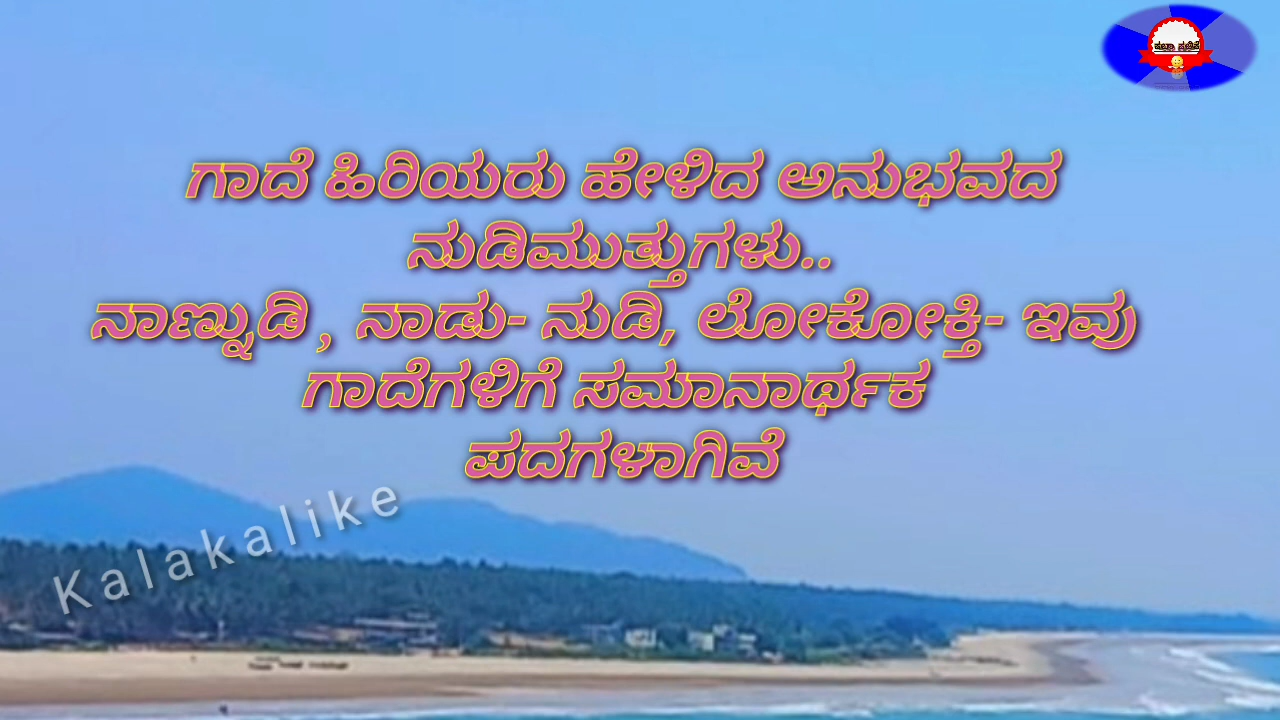 ಗಾದೆ ಹಿರಿಯರು ಹೇಳಿದ ಅನುಭವದ
ನುಡಿಮುತ್ತುಗಳು..
ನಾಣ್ನುಡಿ , ನಾಡು- ನುಡಿ, ಲೋಕೋಕ್ತಿ- ಇವು
ಗಾದೆಗಳಿಗೆ ಸಮಾನಾರ್ಥಕ
ಪದಗಳಾಗಿವೆ
Kalakalike